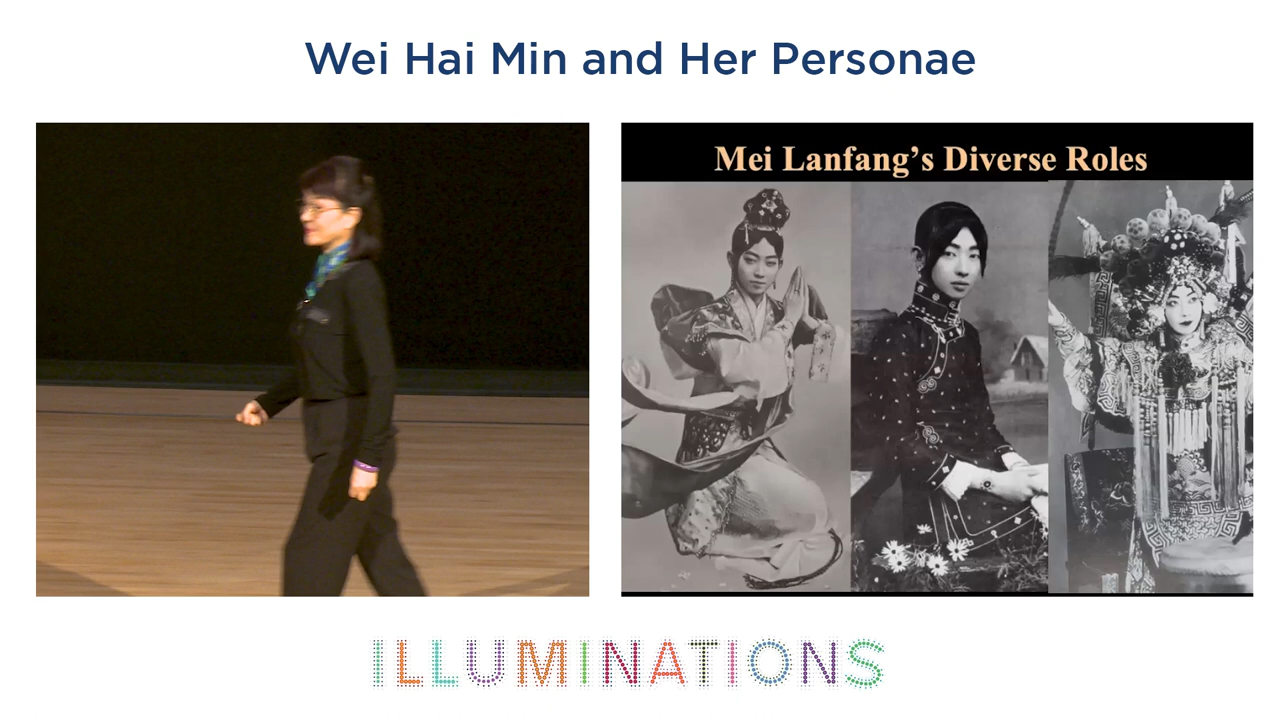 Wei Hai Min and Her Personae
Mei Lanfang’s Diverse Roles
ILLUMINATIONS